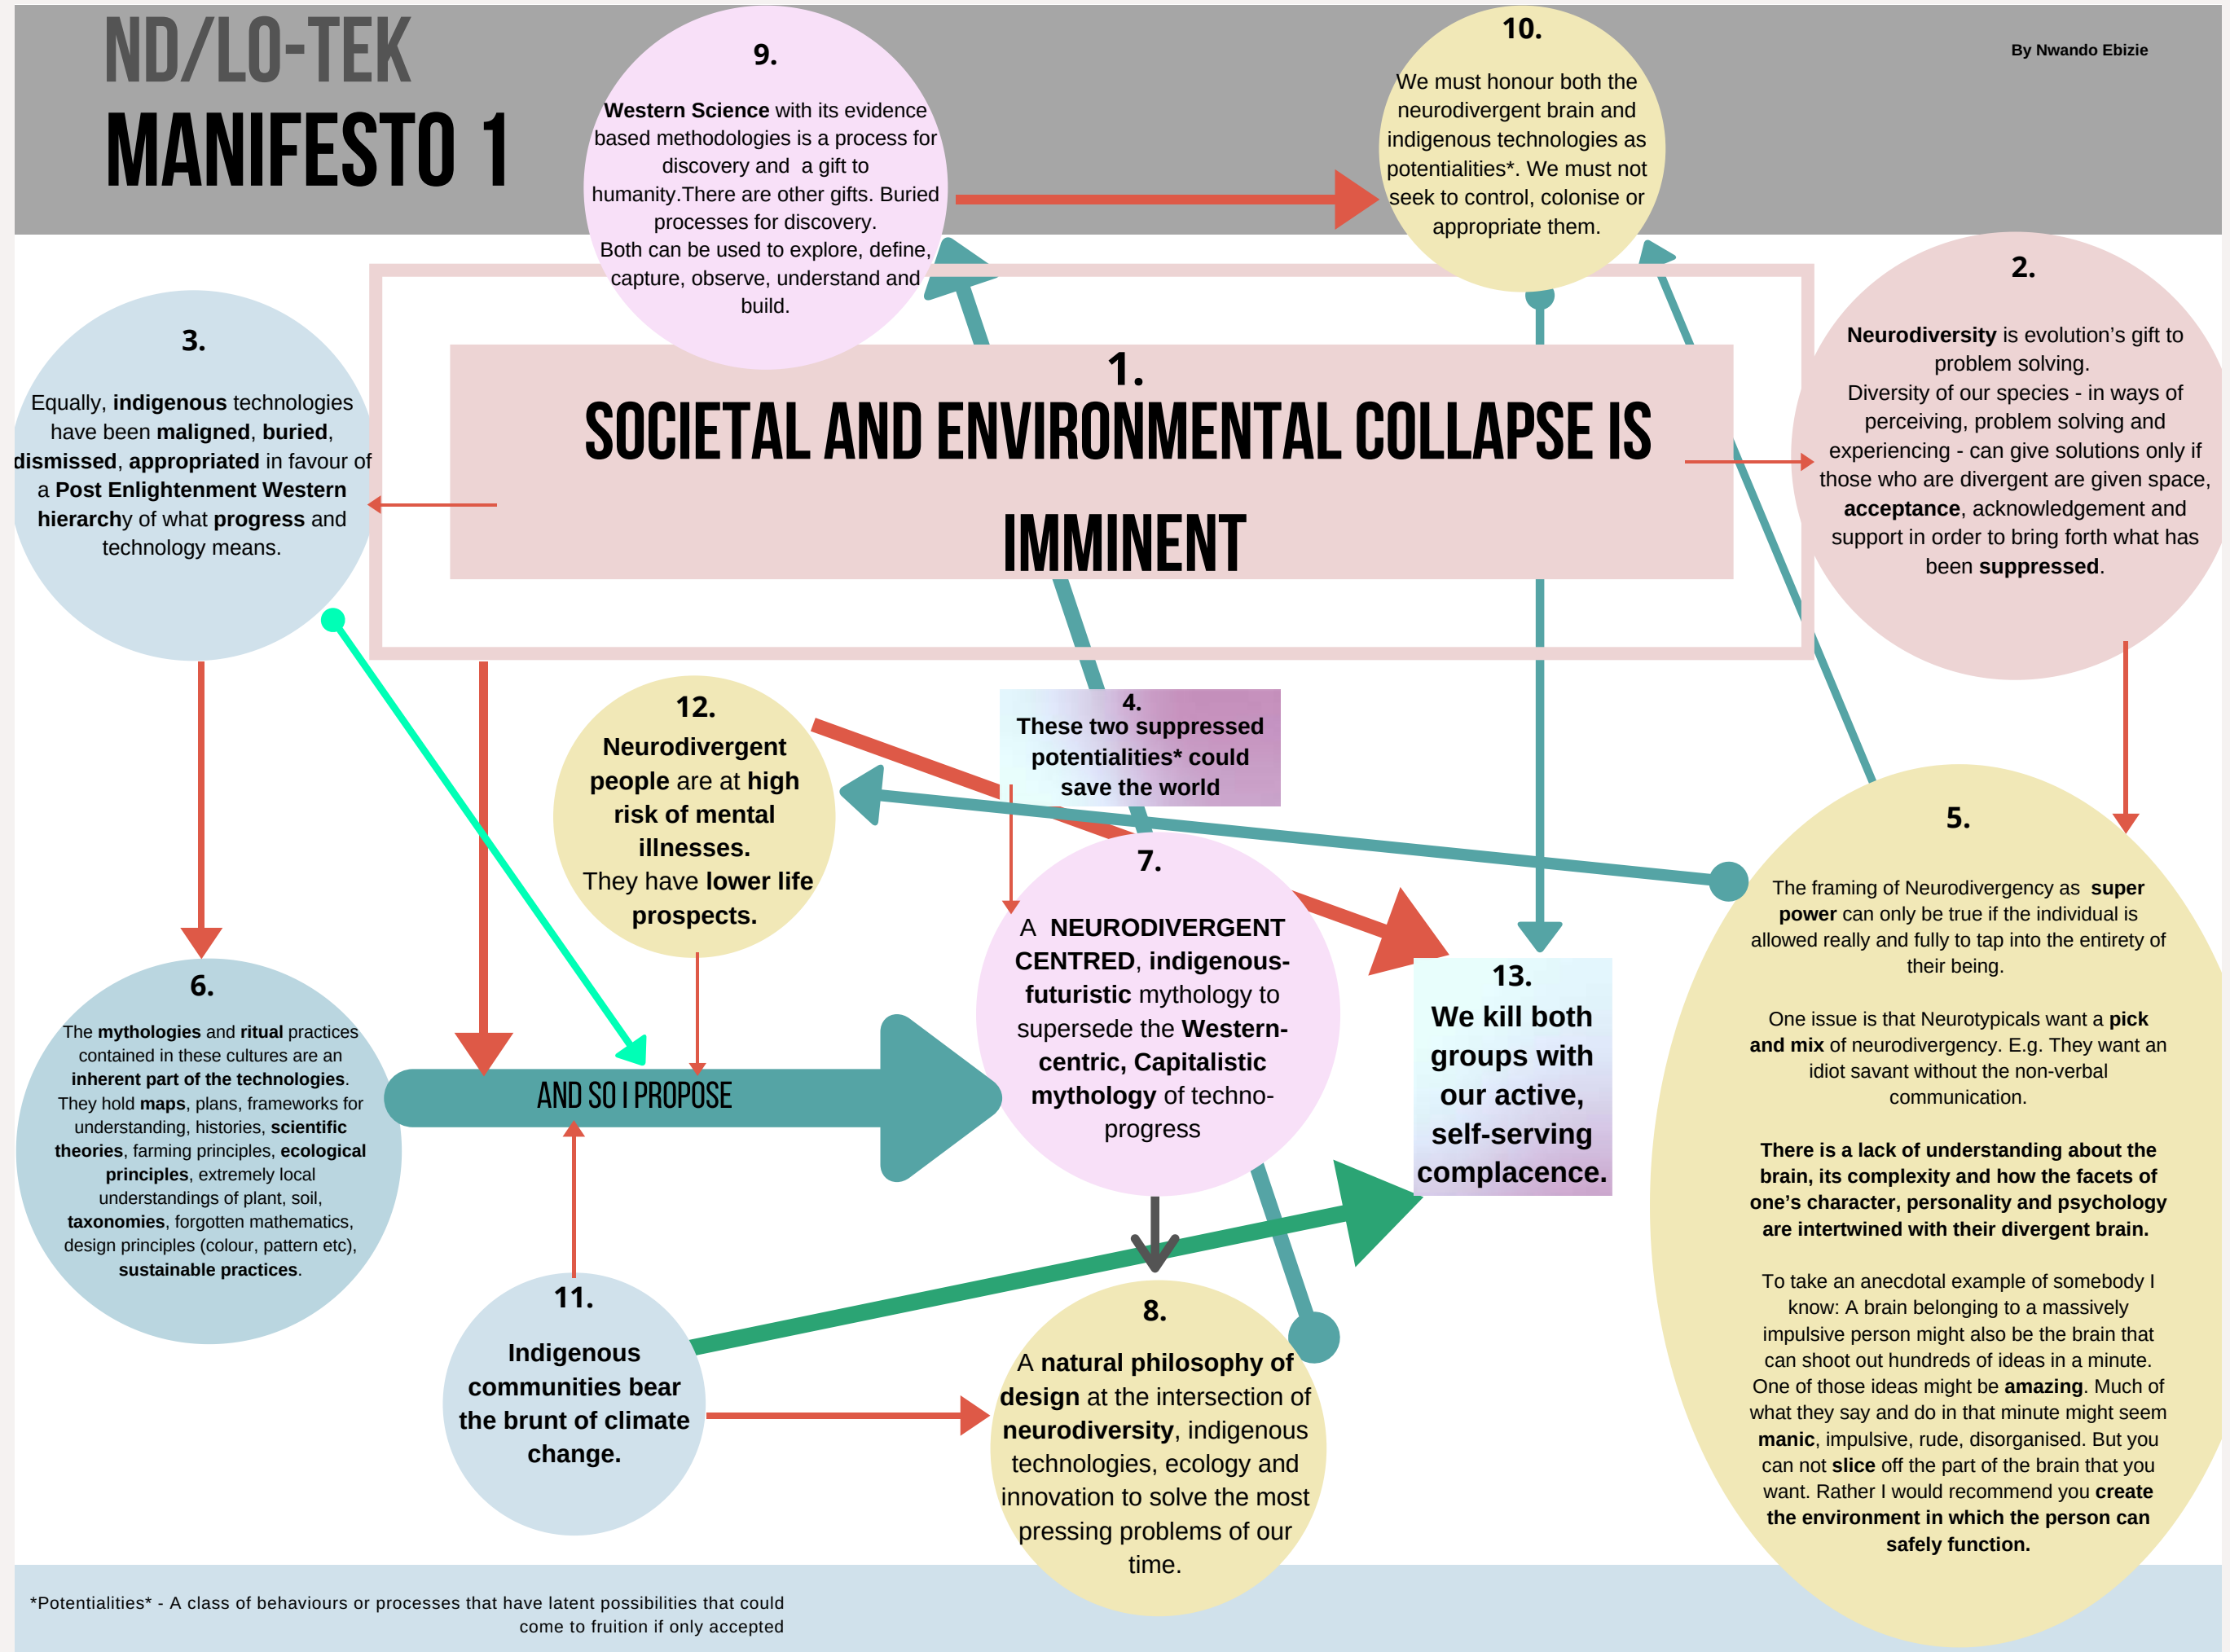 ND/LO-TEK
MANIFESTO 1
By Nwando Ebizie
9.
Western Science with its evidence
based methodologies is a process for
discovery and a gift to
humanity.There are other gifts. Buried
processes for discovery.
Both can be used to explore, define,
capture, observe, understand and
build.
10.
We must honour both the
neurodivergent brain and
indigenous technologies as
potentialities*. We must not
seek to control, colonise or
appropriate them.
1.
SOCIETAL AND ENVIRONMENTAL COLLAPSE IS
IMMINENT
2.
Neurodiversity is evolution’s gift to
problem solving.
Diversity of our species - in ways of
perceiving, problem solving and
experiencing - can give solutions only if
those who are divergent are given space,
acceptance, acknowledgement and
support in order to bring forth what has
been suppressed.
3.
Equally, indigenous technologies
have been maligned, buried,
dismissed, appropriated in favour of
a Post Enlightenment Western
hierarchy of what progress and
technology means.
4.
These two suppressed
potentialities* could
save the world
5.
The framing of Neurodivergency as super
power can only be true if the individual is
allowed really and fully to tap into the entirety of
their being.
One issue is that Neurotypicals want a pick
and mix of neurodivergency. E.g. They want an
idiot savant without the non-verbal
communication.
There is a lack of understanding about the
brain, its complexity and how the facets of
one’s character, personality and psychology
are intertwined with their divergent brain.
To take an anecdotal example of somebody I
know: A brain belonging to a massively
impulsive person might also be the brain that
can shoot out hundreds of ideas in a minute.
One of those ideas might be amazing. Much of
what they say and do in that minute might seem
manic, impulsive, rude, disorganised. But you
can not slice off the part of the brain that you
want. Rather I would recommend you create
the environment in which the person can
safely function.
6.
The mythologies and ritual practices
contained in these cultures are an
inherent part of the technologies.
They hold maps, plans, frameworks for
understanding, histories, scientific
theories, farming principles, ecological
principles, extremely local
understandings of plant, soil,
taxonomies, forgotten mathematics,
design principles (colour, pattern etc),
sustainable practices.
AND SO I PROPOSE
7.
A NEURODIVERGENT
CENTRED, indigenous-
futuristic mythology to
supersede the Western-
centric, Capitalistic
mythology of techno-
progress
8.
A natural philosophy of
design at the intersection of
neurodiversity, indigenous
technologies, ecology and
innovation to solve the most
pressing problems of our
time.
11.
Indigenous
communities bear
the brunt of climate
change.
12.
Neurodivergent
people are at high
risk of mental
illnesses.
They have lower life
prospects.
13.
We kill both
groups with
our active,
self-serving
complacence.
*Potentialities* - A class of behaviours or processes that have latent possibilities that could
come to fruition if only accepted